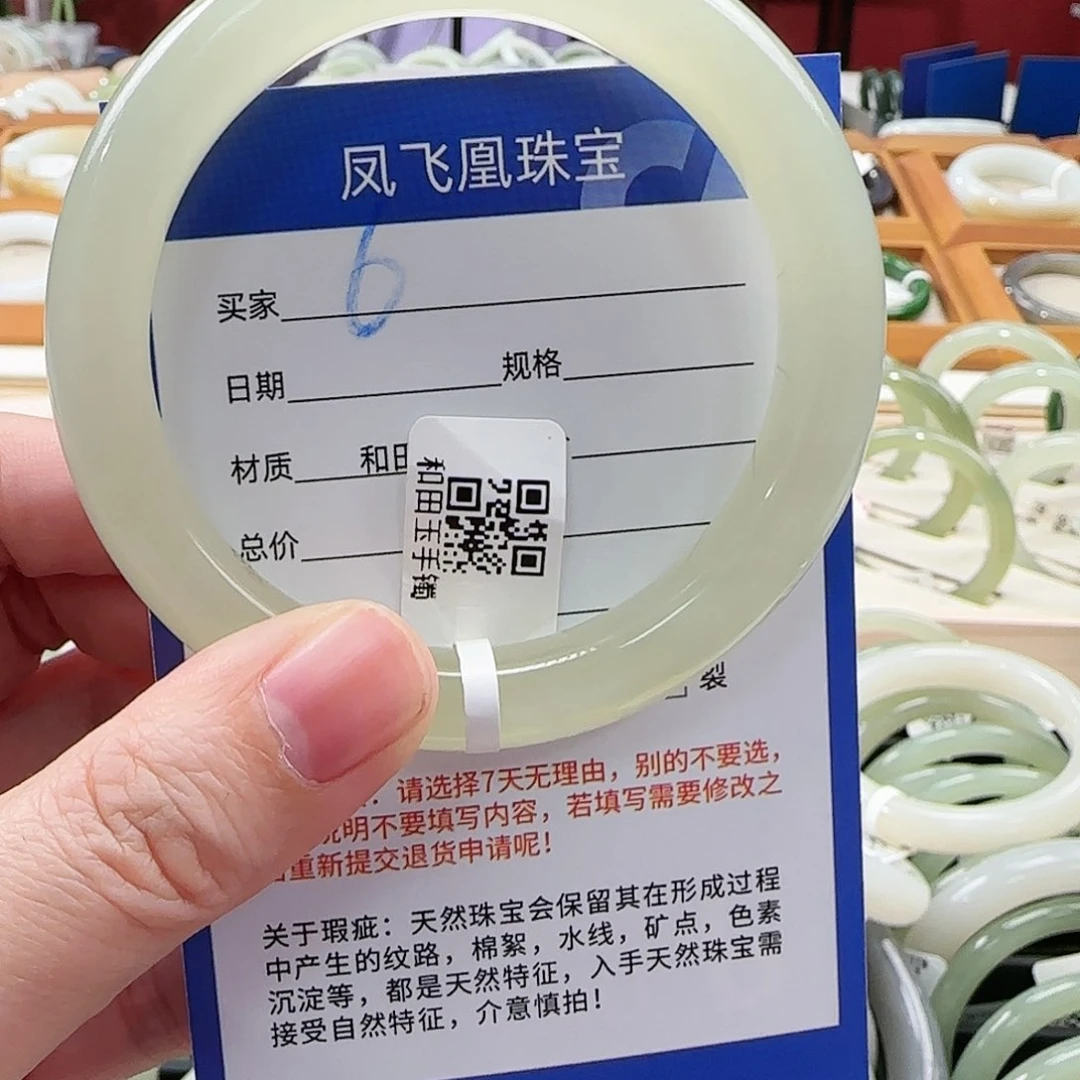 凤飞凰珠宝
买家 6
日期 规格
材质 和田
总价
和田玉手镯
裂
：请选择7天无理由，别的不要选，
说明不要填写内容，若填写需要修改之
重新提交退货申请呢！
关于瑕疵：天然珠宝会保留其在形成过程
中产生的纹路，棉絮，水线，矿点，色素
沉淀等，都是天然特征，入手天然珠宝需
接受自然特征，介意慎拍！